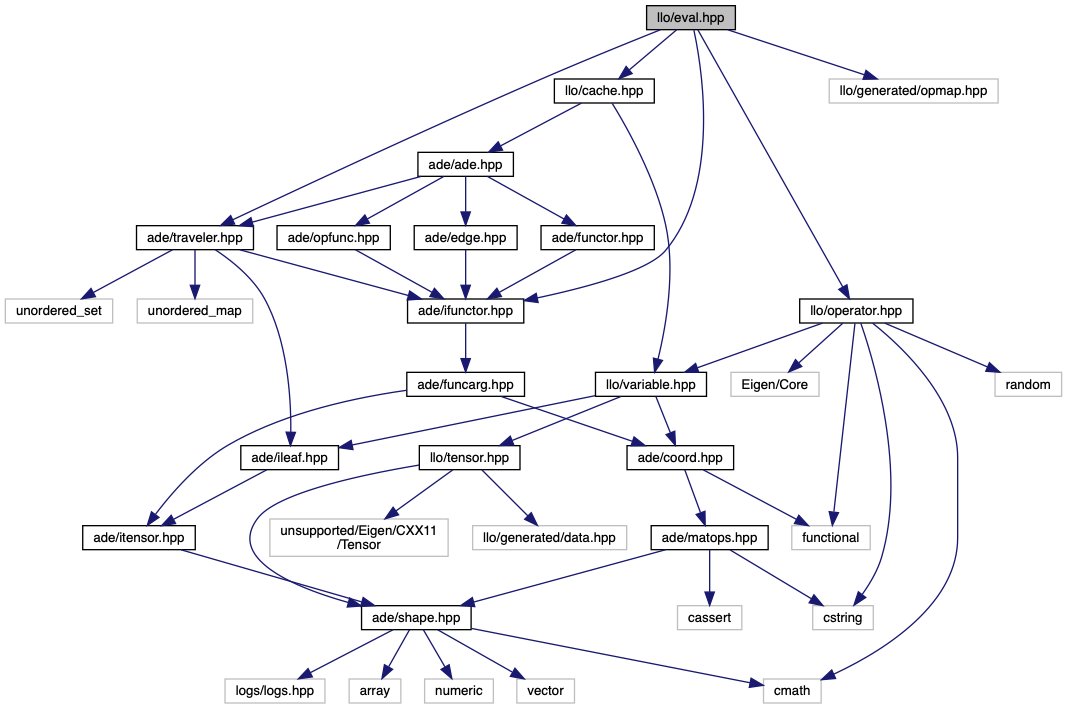 llo/eval.hpp
llo/cache.hpp
llo/generated/opmap.hpp
ade/ade.hpp
ade/traveler.hpp
ade/opfunc.hpp
ade/edge.hpp
ade/functor.hpp
unordered_set
unordered_map
ade/ifunctor.hpp
llo/operator.hpp
ade/funcarg.hpp
llo/variable.hpp
Eigen/Core
random
ade/ileaf.hpp
llo/tensor.hpp
ade/coord.hpp
ade/itensor.hpp
unsupported/Eigen/CXX11
/Tensor
llo/generated/data.hpp
ade/matops.hpp
functional
ade/shape.hpp
cassert
cstring
logs/logs.hpp
array
numeric
vector
cmath